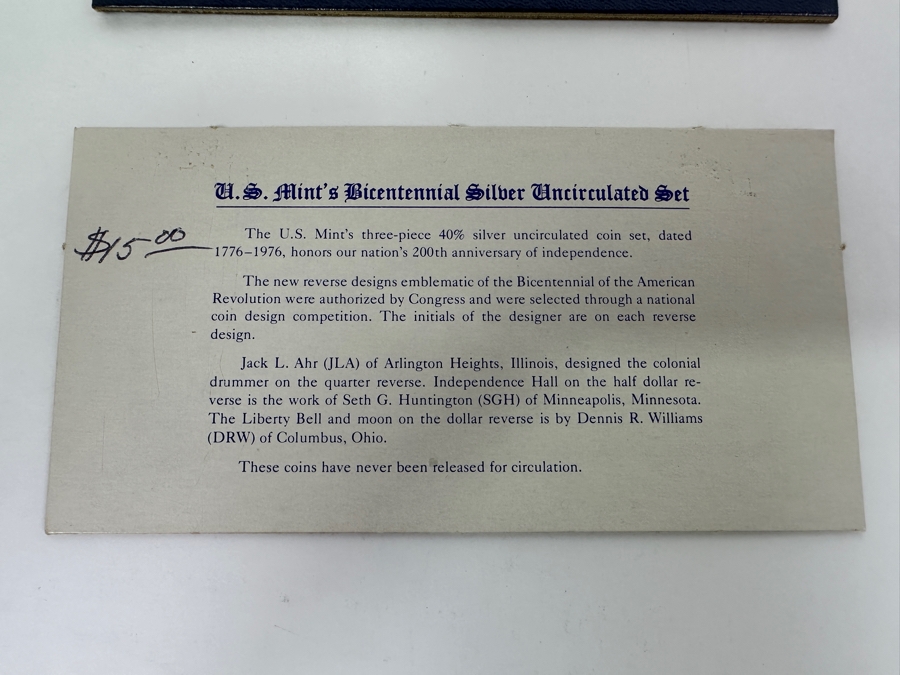 U.S. Mint's Bicentennial Silver Uncirculated Set
$15.00
The U.S. Mint's three-piece 40% silver uncirculated coin set, dated
1776–1976, honors our nation's 200th anniversary of independence.
The new reverse designs emblematic of the Bicentennial of the American
Revolution were authorized by Congress and were selected through a national
coin design competition. The initials of the designer are on each reverse
design.
Jack L. Ahr (JLA) of Arlington Heights, Illinois, designed the colonial
drummer on the quarter reverse. Independence Hall on the half dollar re-
verse is the work of Seth G. Huntington (SGH) of Minneapolis, Minnesota.
The Liberty Bell and moon on the dollar reverse is by Dennis R. Williams
(DRW) of Columbus, Ohio.
These coins have never been released for circulation.